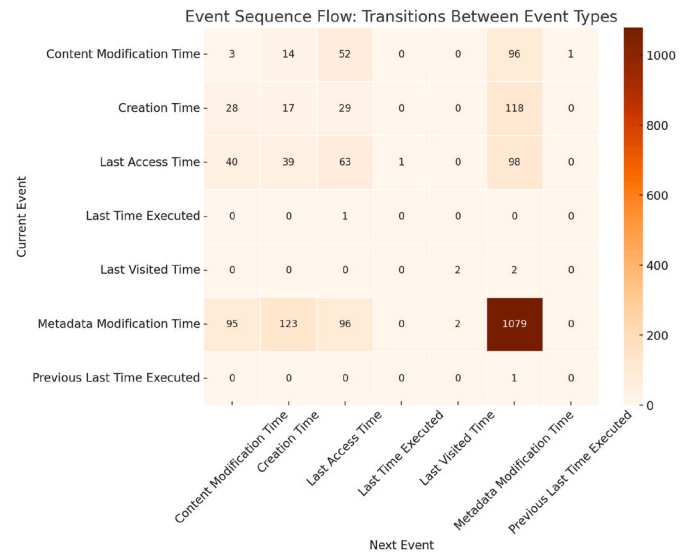 Event Sequence Flow: Transitions Between Event Types
Content Modification Time 3 14 52 0 0 96 1
Creation Time 28 17 29 0 0 118 0
Last Access Time 40 39 63 1 0 98 0
Last Time Executed 0 0 1 0 0 0 0
Last Visited Time 0 0 0 0 2 2 0
Metadata Modification Time 95 123 96 0 2 1079 0
Previous Last Time Executed 0 0 0 0 0 1 0
Current Event
Content Modification Time
Creation Time
Last Access Time
Last Time Executed
Last Visited Time
Metadata Modification Time
Previous Last Time Executed
Next Event
1000
800
600
400
200
0